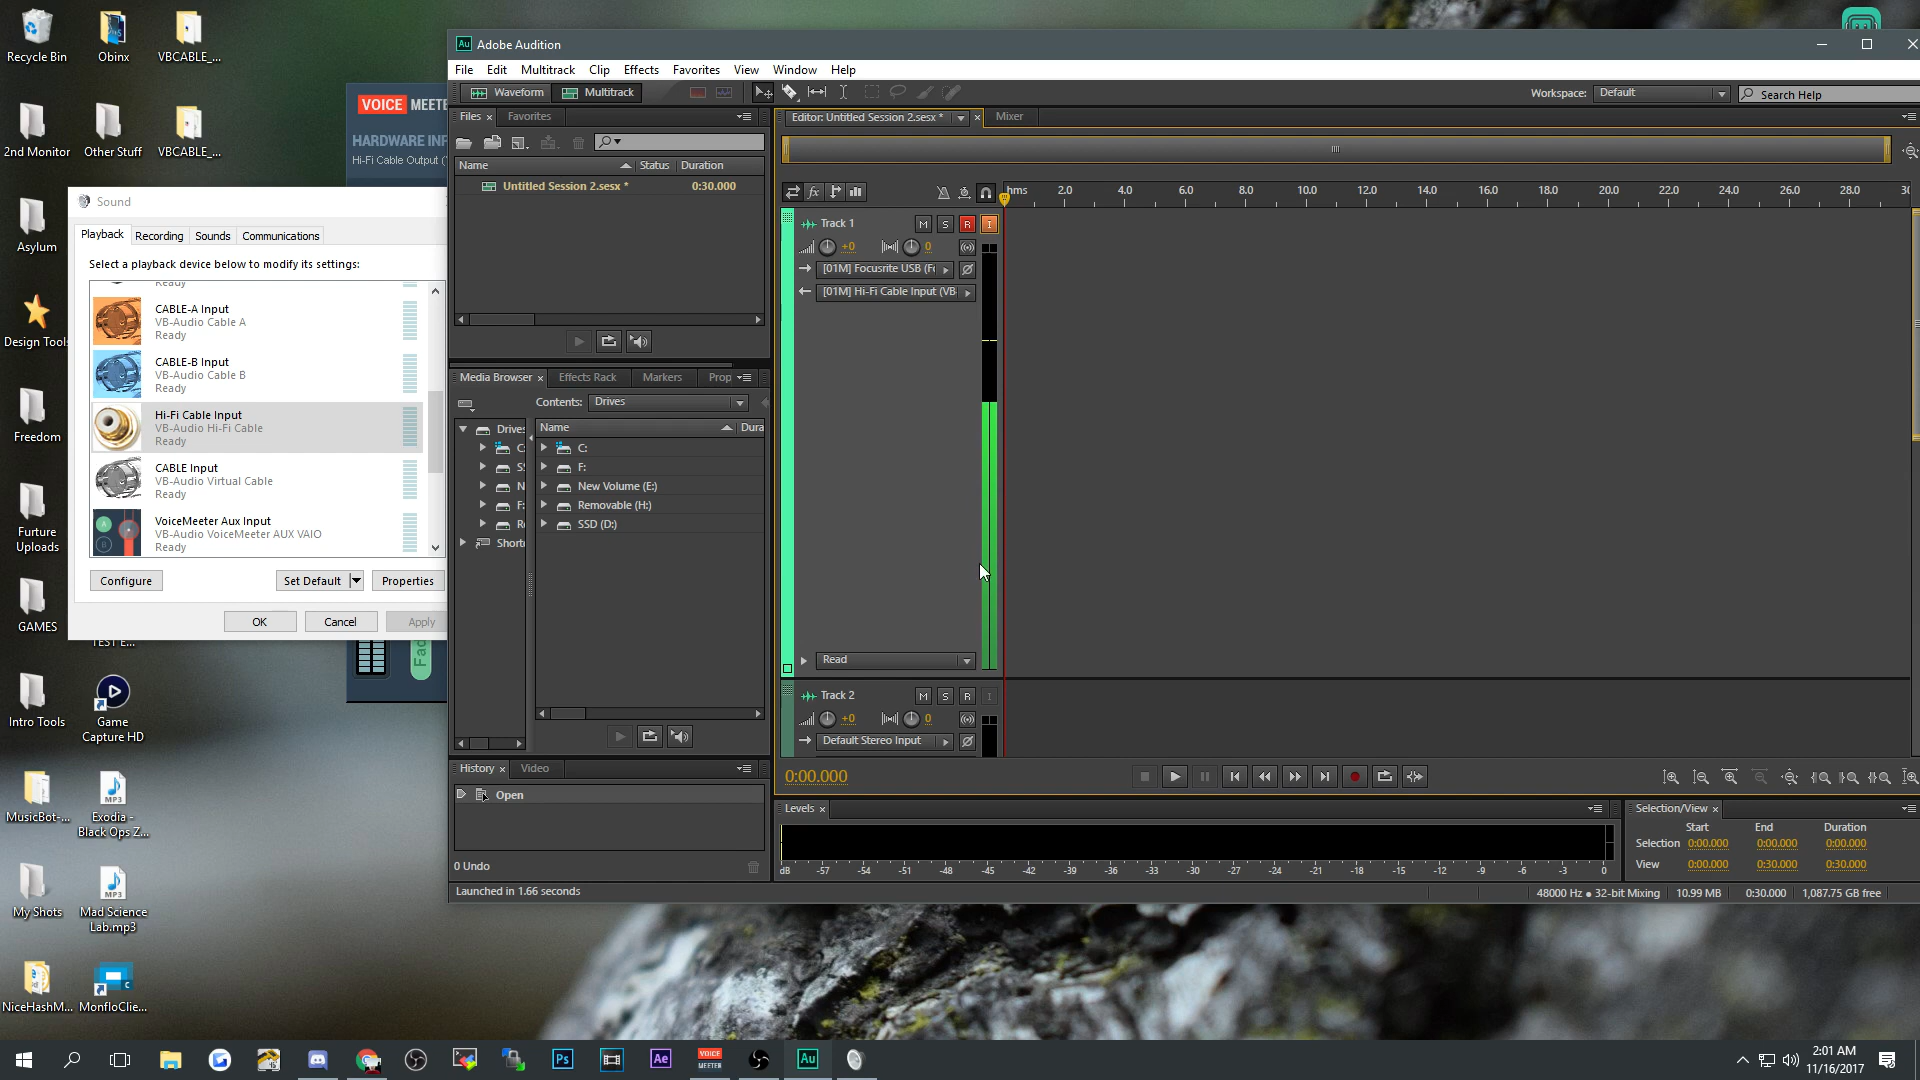 Recycle Bin
Obinx
VBCABLE_...
2nd Monitor
Other Stuff
VBCABLE_...
Asylum
Design Tools
Freedom
Furture
Uploads
GAMES
TEST E...
Intro Tools
Game
Capture HD
MusicBot-...
Exodia -
Black Ops Z...
My Shots
Mad Science
Lab.mp3
NiceHashM...
MonfloClie...
VOICE MEETE
HARDWARE INP
Hi-Fi Cable Output (
Sound
Playback
Recording
Sounds
Communications
Select a playback device below to modify its settings:
Ready
CABLE-A Input
VB-Audio Cable A
Ready
CABLE-B Input
VB-Audio Cable B
Ready
Hi-Fi Cable Input
VB-Audio Hi-Fi Cable
Ready
CABLE Input
VB-Audio Virtual Cable
Ready
VoiceMeeter Aux Input
VB-Audio VoiceMeeter AUX VAIO
Ready
Configure
Set Default
Properties
OK
Cancel
Apply
Fad
Au Adobe Audition
File Edit Multitrack Clip Effects Favorites View Window Help
Waveform
Multitrack
Workspace: Default
Search Help
Files
Favorites
Name Status Duration
Untitled Session 2.sesx * 0:30.000
Media Browser
Effects Rack
Markers
Prop
Contents: Drives
Drives
Name Dura
C:
F:
New Volume (E:)
Removable (H:)
SSD (D:)
C
S
N
F:
R
Shorto
History
Video
Open
0 Undo
Launched in 1.66 seconds
Editor: Untitled Session 2.sesx *
Mixer
hms 2.0 4.0 6.0 8.0 10.0 12.0 14.0 16.0 18.0 20.0 22.0 24.0 26.0 28.0 30
fx
Track 1 M S R I
+0 0
[01M] Focusrite USB (F
[01M] Hi-Fi Cable Input (VB
Read
Track 2 M S R I
+0 0
Default Stereo Input
0:00.000
Levels
dB -57 -54 -51 -48 -45 -42 -39 -36 -33 -30 -27 -24 -21 -18 -15 -12 -9 -6 -3 0
Selection/View
Start End Duration
Selection 0:00.000 0:00.000 0:00.000
View 0:00.000 0:30.000 0:30.000
48000 Hz ● 32-bit Mixing 10.99 MB 0:30.000 1,087.75 GB free
Ps
Ae
VOICE
MEETER
Au
2:01 AM
11/16/2017